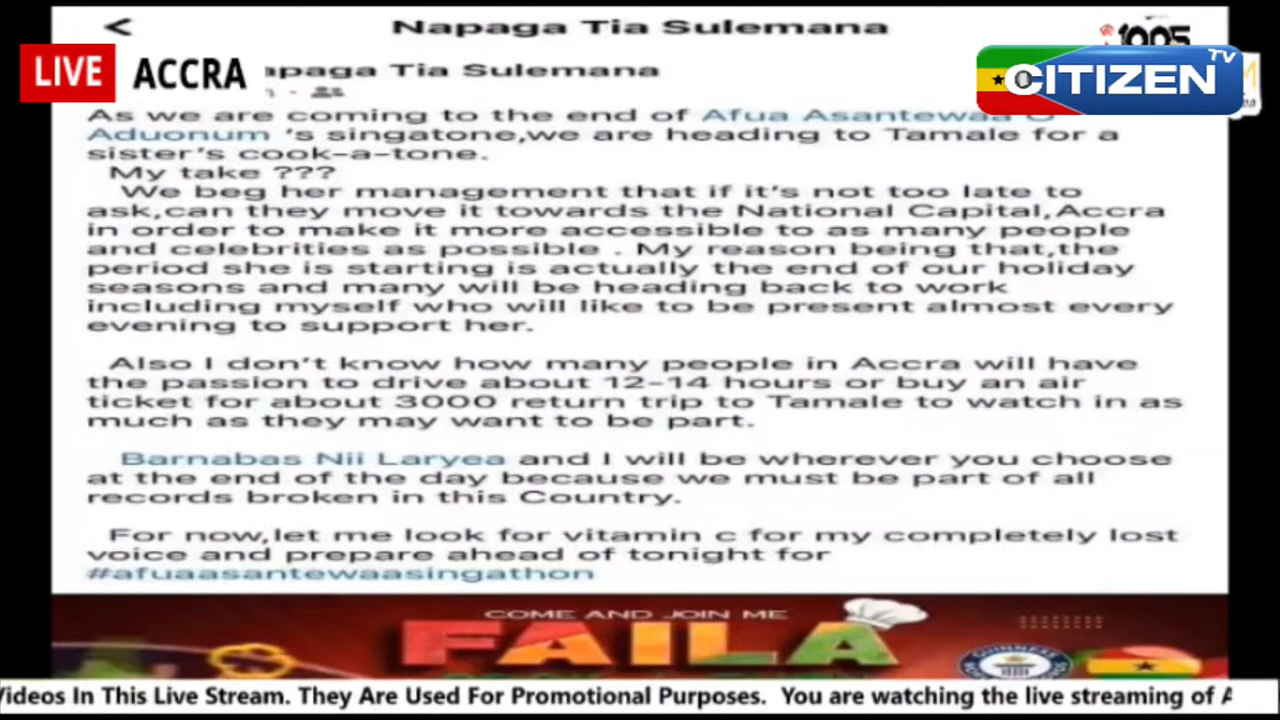 Napaga Tia Sulemana
LIVE ACCRA
paga Tia Sulemana
CITIZEN TV
As we are coming to the end of Afua Asantewaa O
Aduonum 's singatone,we are heading to Tamale for a
sister's cook-a-tone.
My take ???
We beg her management that if it's not too late to
ask,can they move it towards the National Capital,Accra
in order to make it more accessible to as many people
and celebrities as possible . My reason being that,the
period she is starting is actually the end of our holiday
seasons and many will be heading back to work
including myself who will like to be present almost every
evening to support her.
Also I don't know how many people in Accra will have
the passion to drive about 12-14 hours or buy an air
ticket for about 3000 return trip to Tamale to watch in as
much as they may want to be part.
Barnabas Nii Laryea and I will be wherever you choose
at the end of the day because we must be part of all
records broken in this Country.
For now,let me look for vitamin c for my completely lost
voice and prepare ahead of tonight for
#afuaasantewaasingathon
COME AND JOIN ME
FAILA
GUINNESS
Videos In This Live Stream. They Are Used For Promotional Purposes. You are watching the live streaming of